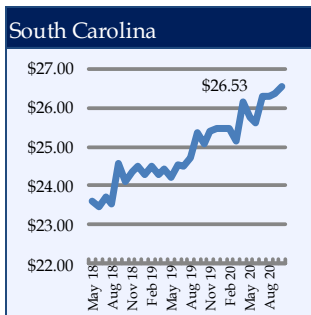 South Carolina
$27.00
$26.53
$26.00
$25.00
$24.00
$23.00
$22.00
May 18
Aug 18
Nov 18
Feb 19
May 19
Aug 19
Nov 19
Feb 20
May 20
Aug 20